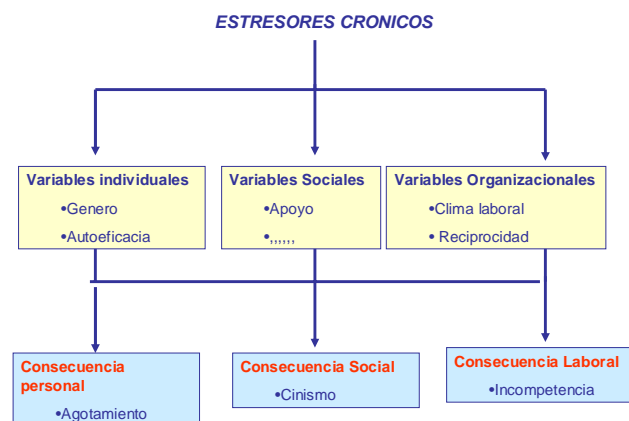 ESTRESORES CRONICOS
Variables individuales
•Genero
•Autoeficacia
Variables Sociales
•Apoyo
•,,,,,,
Variables Organizacionales
•Clima laboral
• Reciprocidad
Consecuencia
personal
•Agotamiento
Consecuencia Social
•Cinismo
Consecuencia Laboral
•Incompetencia